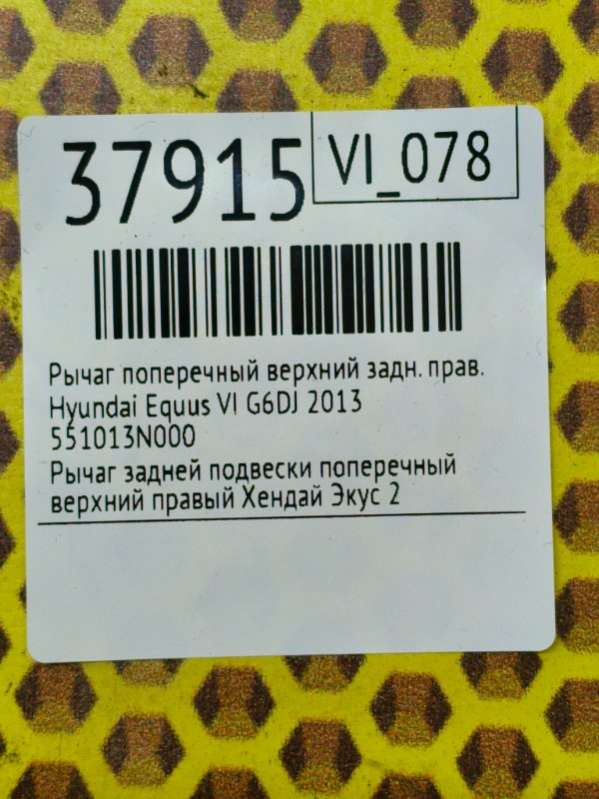 37915
VI_078
Рычаг поперечный верхний задн. прав.
Hyundai Equus VI G6DJ 2013
551013N000
Рычаг задней подвески поперечный
верхний правый Хендай Экус 2